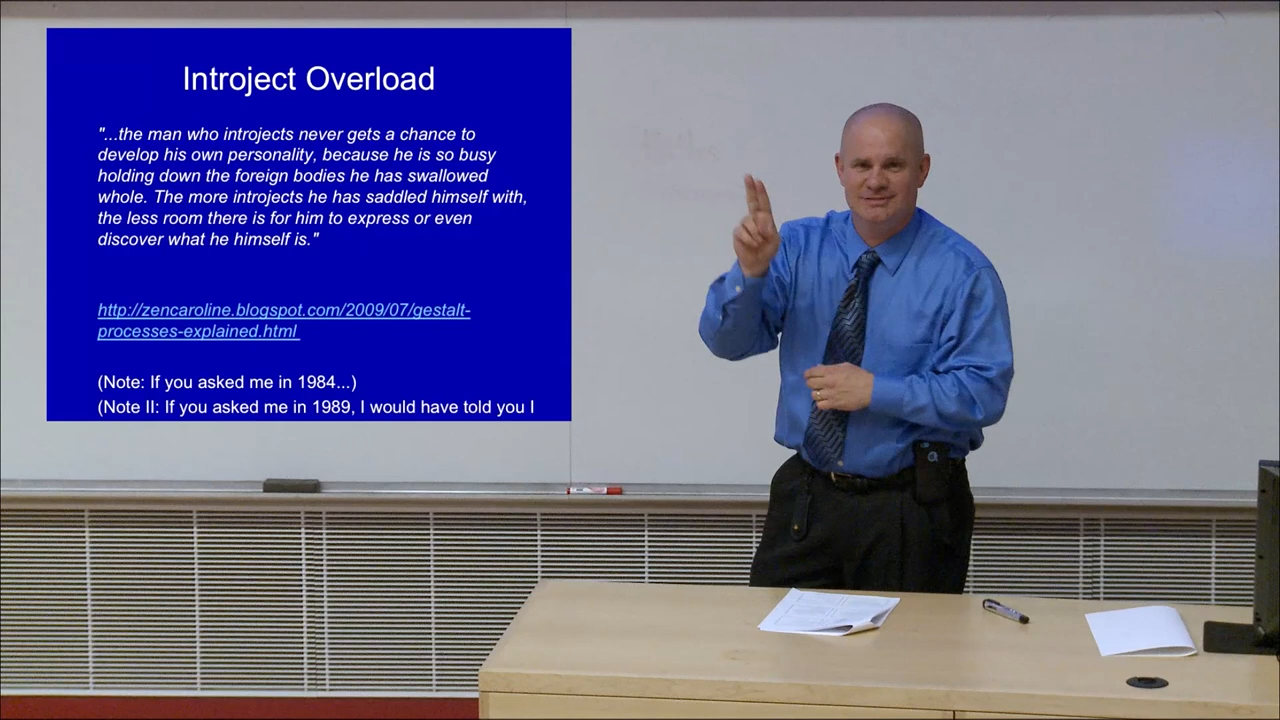 Introject Overload
"...the man who introjects never gets a chance to
develop his own personality, because he is so busy
holding down the foreign bodies he has swallowed
whole. The more introjects he has saddled himself with,
the less room there is for him to express or even
discover what he himself is."
http://zencaroline.blogspot.com/2009/07/gestalt-
processes-explained.html
(Note: If you asked me in 1984...)
(Note II: If you asked me in 1989, I would have told you I